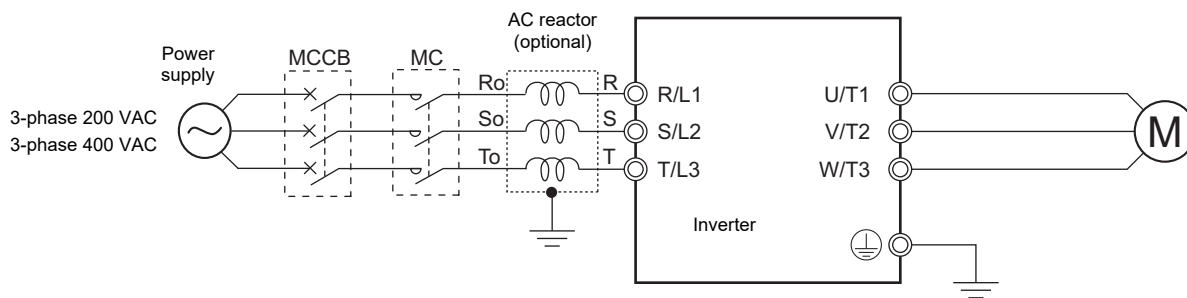 AC reactor
(optional)
Power
supply
MCCB
MC
Ro
R
R/L1
U/T1
3-phase 200 VAC
3-phase 400 VAC
So
S
S/L2
V/T2
M
To
T
T/L3
W/T3
Inverter